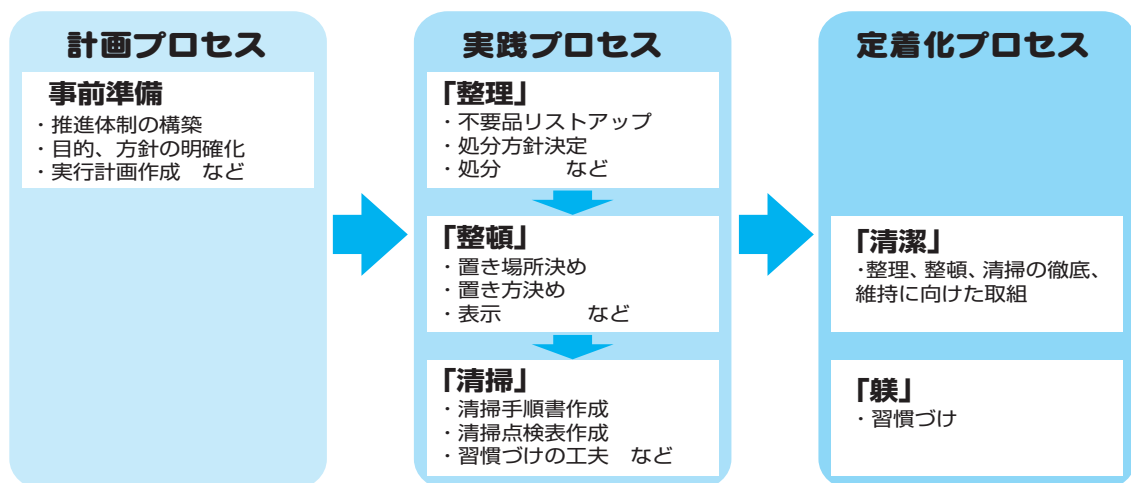 計画プロセス
事前準備
・推進体制の構築
・目的、方針の明確化
・実行計画作成　など
実践プロセス
「整理」
・不要品リストアップ
・処分方針決定
・処分　　　など
「整頓」
・置き場所決め
・置き方決め
・表示　　　　など
「清掃」
・清掃手順書作成
・清掃点検表作成
・習慣づけの工夫　など
定着化プロセス
「清潔」
・整理、整頓、清掃の徹底、
維持に向けた取組
「躾」
・習慣づけ